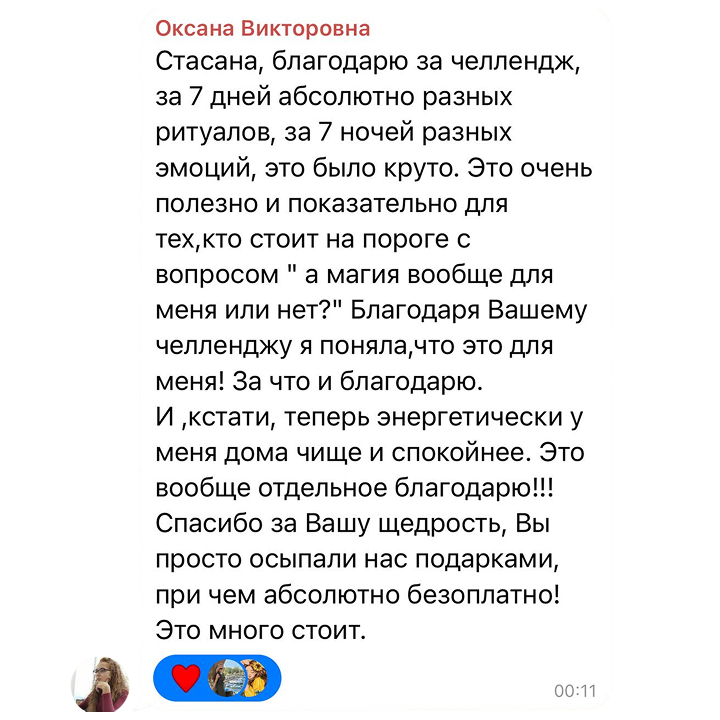 Оксана Викторовна
Стасана, благодарю за челлендж,
за 7 дней абсолютно разных
ритуалов, за 7 ночей разных
эмоций, это было круто. Это очень
полезно и показательно для
тех,кто стоит на пороге с
вопросом " а магия вообще для
меня или нет?" Благодаря Вашему
челленджу я поняла,что это для
меня! За что и благодарю.
И ,кстати, теперь энергетически у
меня дома чище и спокойнее. Это
вообще отдельное благодарю!!!
Спасибо за Вашу щедрость, Вы
просто осыпали нас подарками,
при чем абсолютно безоплатно!
Это много стоит.
00:11